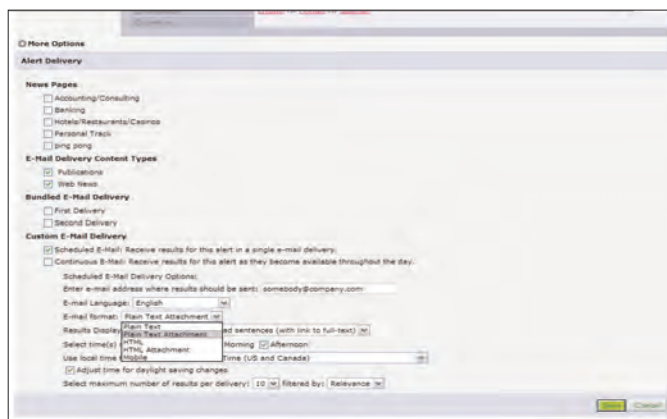 More Options
Alert Delivery
News Pages
Accounting/Consulting
Banking
Hotels/Restaurants/Casinos
Personal Track
ping pong
E-Mail Delivery Content Types
Publications
Web News
Bundled E-Mail Delivery
First Delivery
Second Delivery
Custom E-Mail Delivery
Scheduled E-Mail: Receive results for this alert in a single e-mail delivery.
Continuous E-Mail: Receive results for this alert as they become available throughout the day.
Scheduled E-Mail Delivery Options:
Enter e-mail address where results should be sent: somebody@company.com
E-mail Language: English
E-mail format: Plain Text Attachment
Plain Text
Plain Text Attachment
HTML
HTML Attachment
Mobile
Results Display sentences (with link to full-text)
Select time(s) Morning Afternoon
Use local time Time (US and Canada)
Adjust time for daylight saving changes
Select maximum number of results per delivery: 10 filtered by: Relevance
Save Cancel